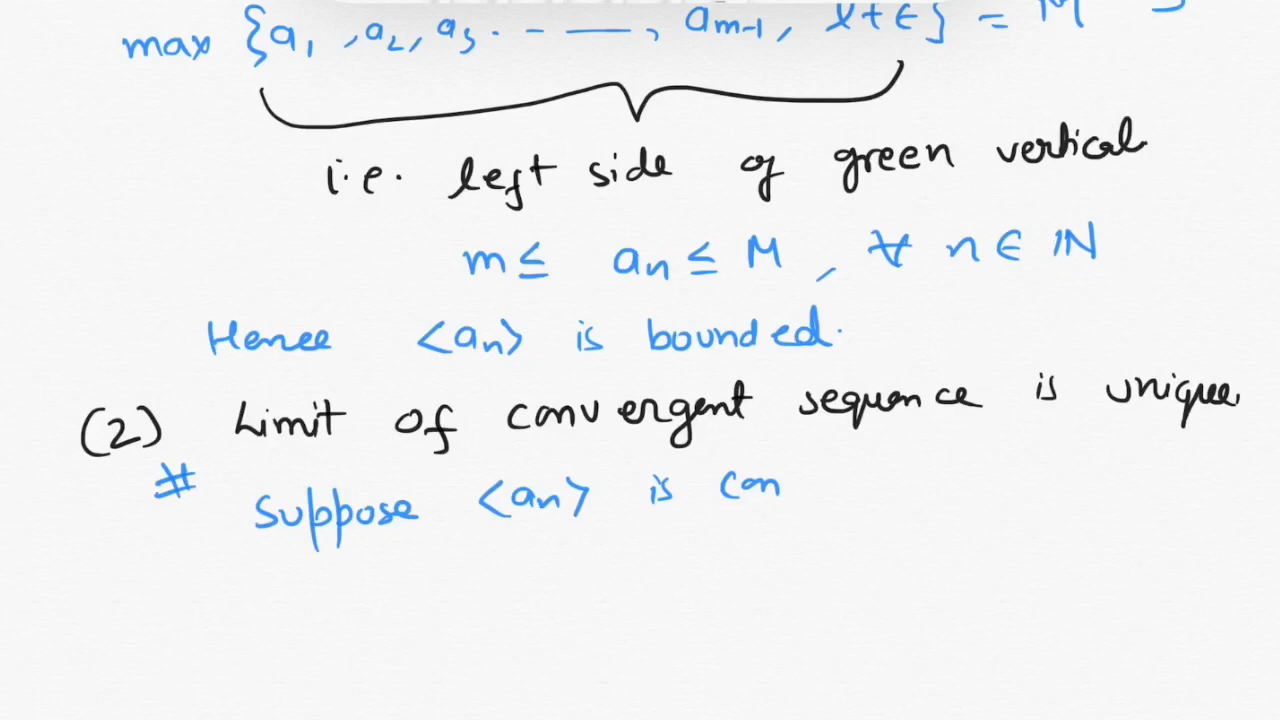 max {a₁, a₂, a₃. - —, aₘ₋₁, l+ϵ} = M
i.e. left side of green vertical
m ≤ aₙ ≤ M, ∀ n ∈ ℕ
Hence <aₙ> is bounded.
(2) Limit of convergent sequence is unique.
# Suppose <aₙ> is con